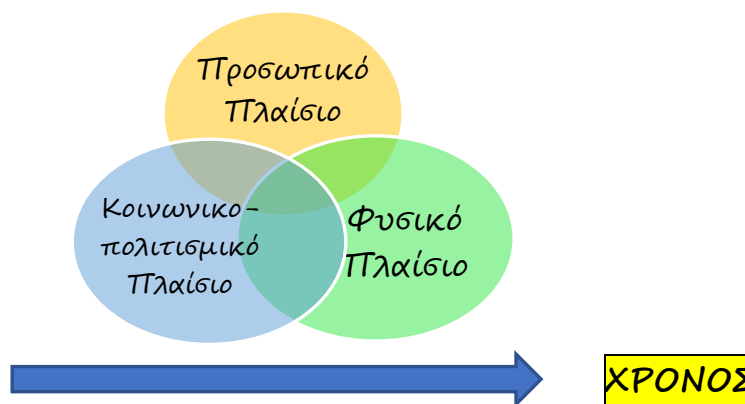 Προσωπικό
Πλαίσιο
Κοινωνικο-
πολιτισμικό
Πλαίσιο
Φυσικό
Πλαίσιο
ΧΡΟΝΟΣ